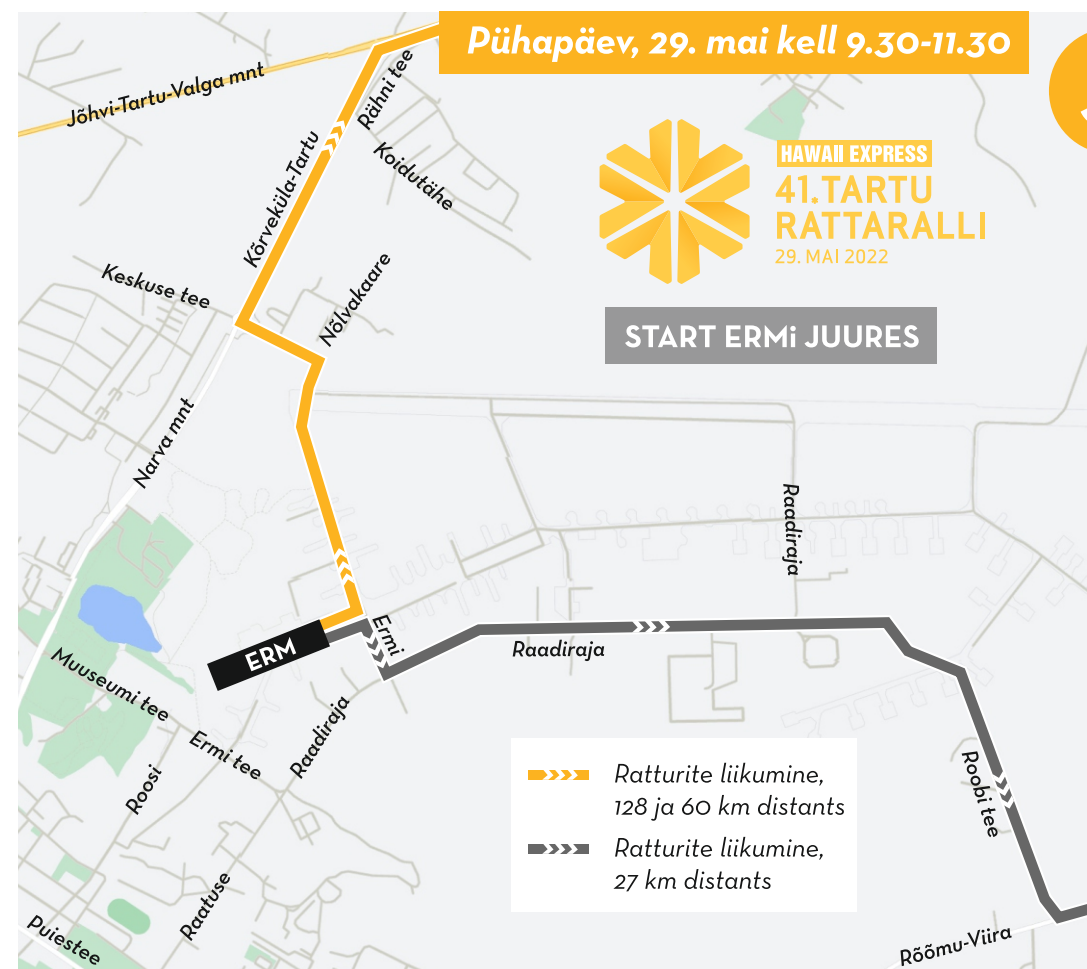 Pühapäev, 29. mai kell 9.30-11.30
Jõhvi-Tartu-Valga mnt
Rähni tee
Koidutähe
Kõrveküla-Tartu
HAWAII EXPRESS
41.TARTU
RATTARALLI
29. MAI 2022
Keskuse tee
Nõlvakaare
START ERMi JUURES
Narva mnt
Raadiraja
ERM
Ermi
Raadiraja
Muuseumi tee
Ermi tee
Raadiraja
Roosi
Roobi tee
Ratturite liikumine,
128 ja 60 km distants
Ratturite liikumine,
27 km distants
Raatuse
Puiestee
Rõõmu-Viira